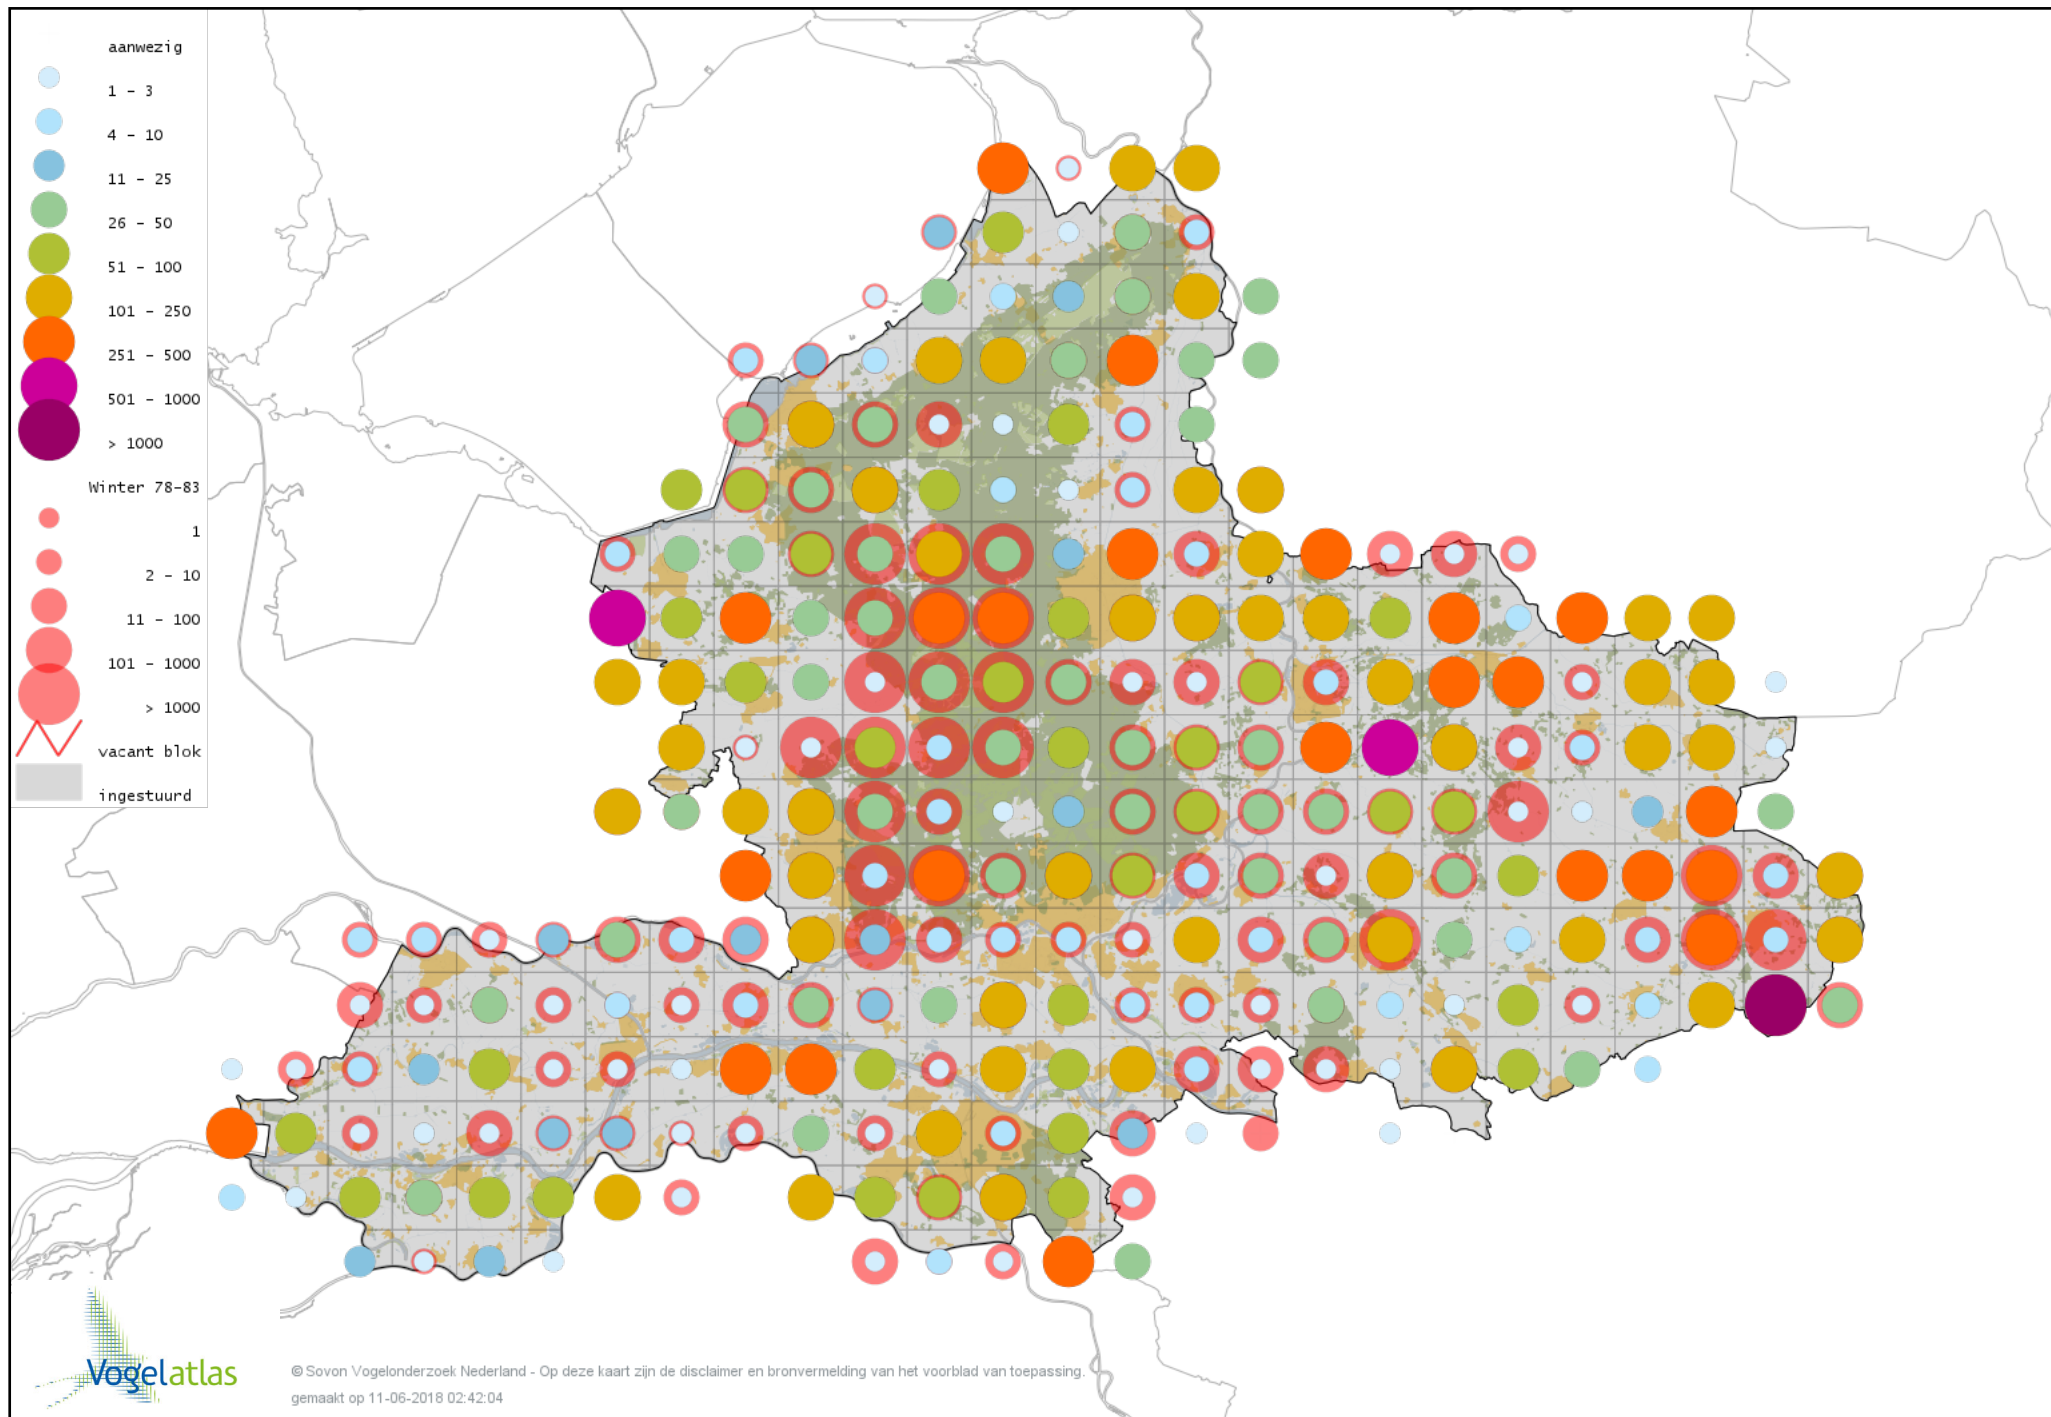 aanwezig
1 - 3
4 - 10
11 - 25
26 - 50
51 - 100
101 - 250
251 - 500
501 - 1000
> 1000
Winter 78-83
1
2 - 10
11 - 100
101 - 1000
> 1000
vacant blok
ingestuurd
Vogelatlas
© Sovon Vogelonderzoek Nederland - Op deze kaart zijn de disclaimer en bronvermelding van het voorblad van toepassing.
gemaakt op 11-06-2018 02:42:04